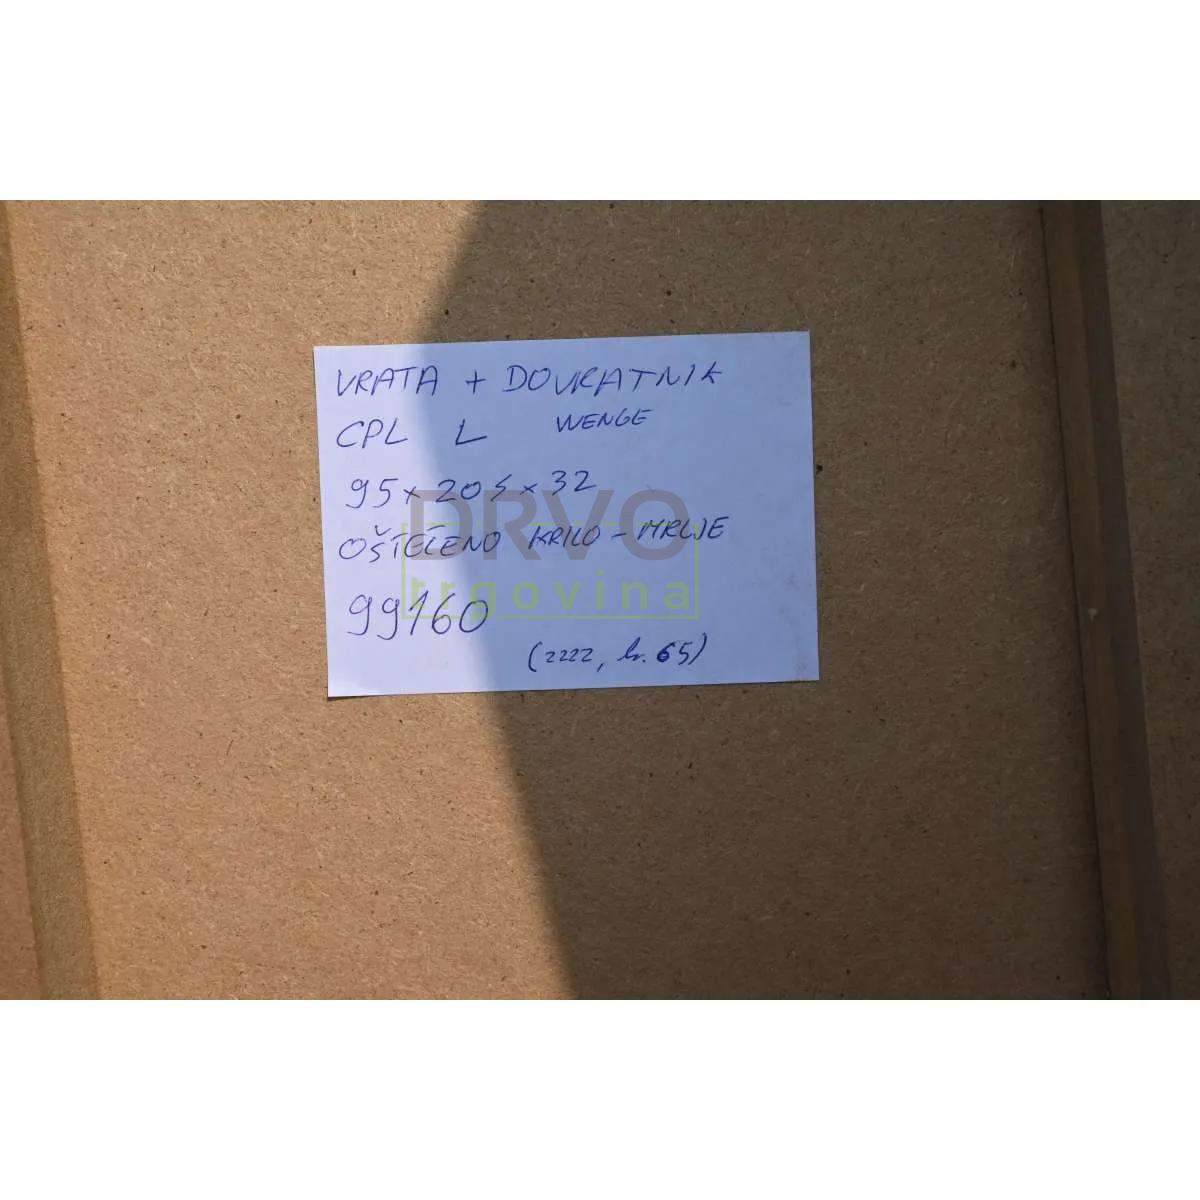 VRATA + DOVRATNIK
CPL L WENGE
95 x 205 x 32
OŠTEĆENO KRILO - MRLJE
99160
(2222, br. 65)
DRVO
trgovina